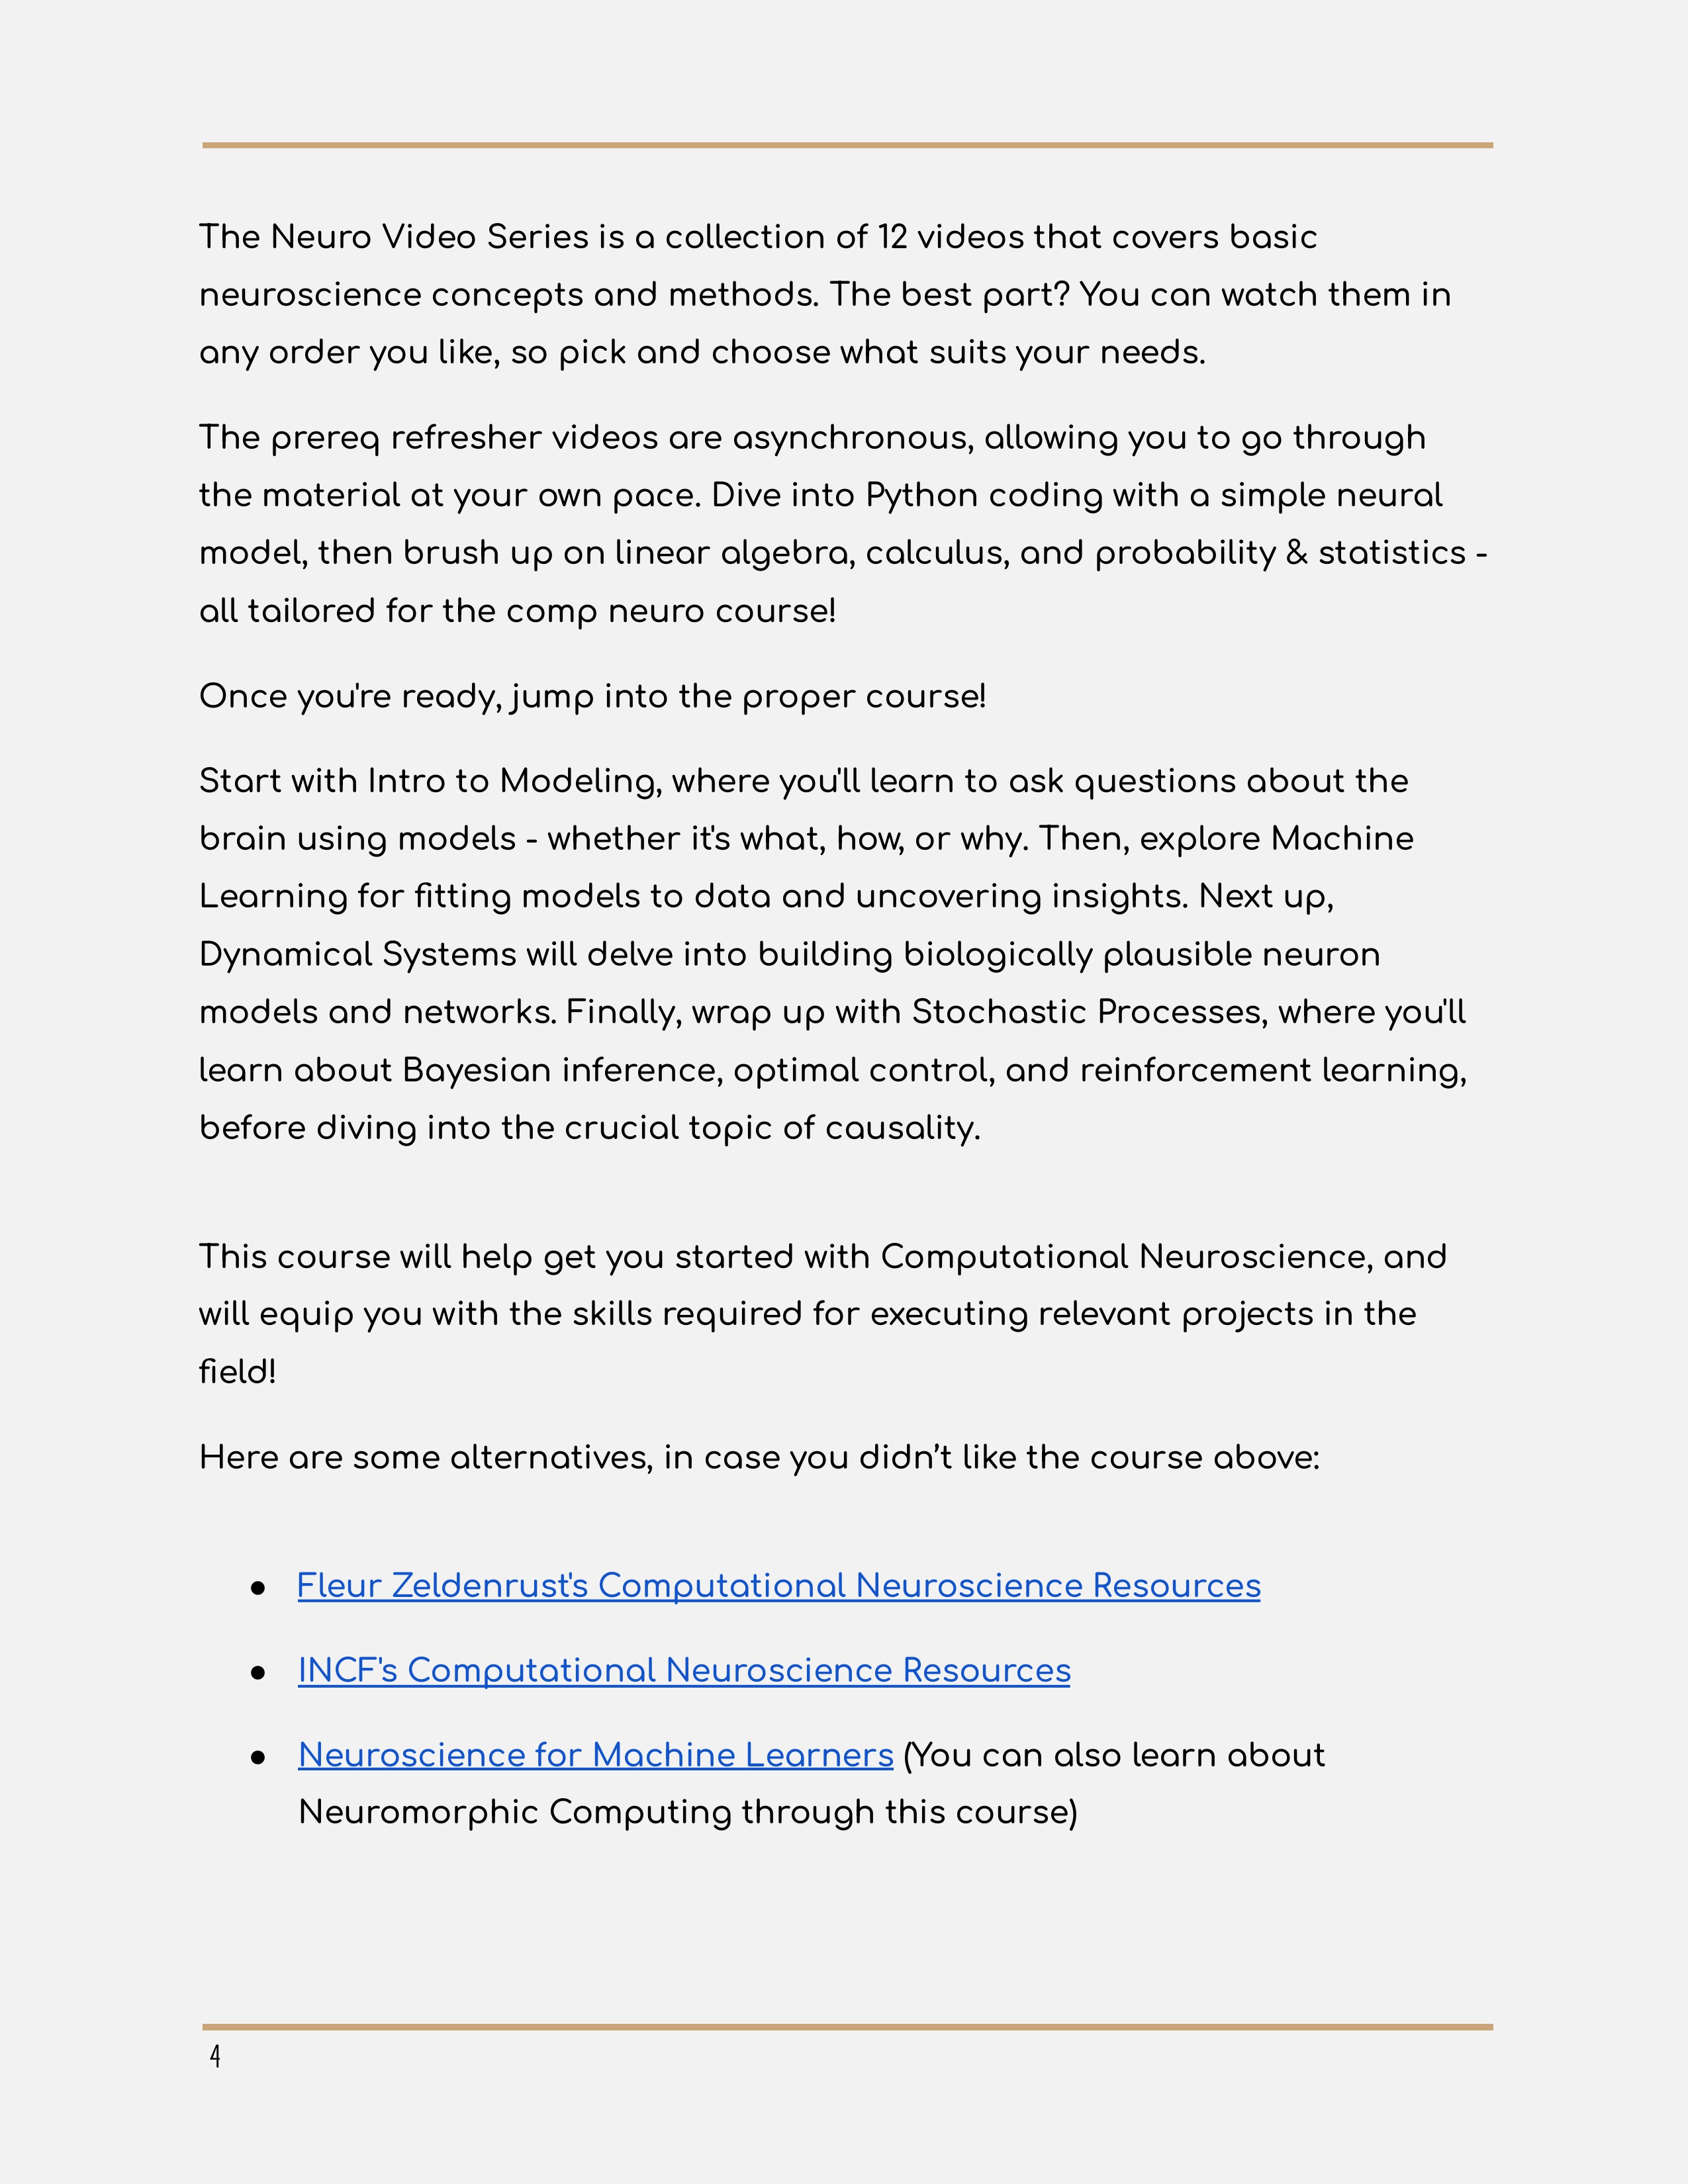 The Neuro Video Series is a collection of 12 videos that covers basic
neuroscience concepts and methods. The best part? You can watch them in
any order you like, so pick and choose what suits your needs.
The prereq refresher videos are asynchronous, allowing you to go through
the material at your own pace. Dive into Python coding with a simple neural
model, then brush up on linear algebra, calculus, and probability & statistics -
all tailored for the comp neuro course!
Once you're ready, jump into the proper course!
Start with Intro to Modeling, where you'll learn to ask questions about the
brain using models - whether it's what, how, or why. Then, explore Machine
Learning for fitting models to data and uncovering insights. Next up,
Dynamical Systems will delve into building biologically plausible neuron
models and networks. Finally, wrap up with Stochastic Processes, where you'll
learn about Bayesian inference, optimal control, and reinforcement learning,
before diving into the crucial topic of causality.
This course will help get you started with Computational Neuroscience, and
will equip you with the skills required for executing relevant projects in the
field!
Here are some alternatives, in case you didn’t like the course above:
● Fleur Zeldenrust's Computational Neuroscience Resources
● INCF's Computational Neuroscience Resources
● Neuroscience for Machine Learners (You can also learn about
Neuromorphic Computing through this course)
4